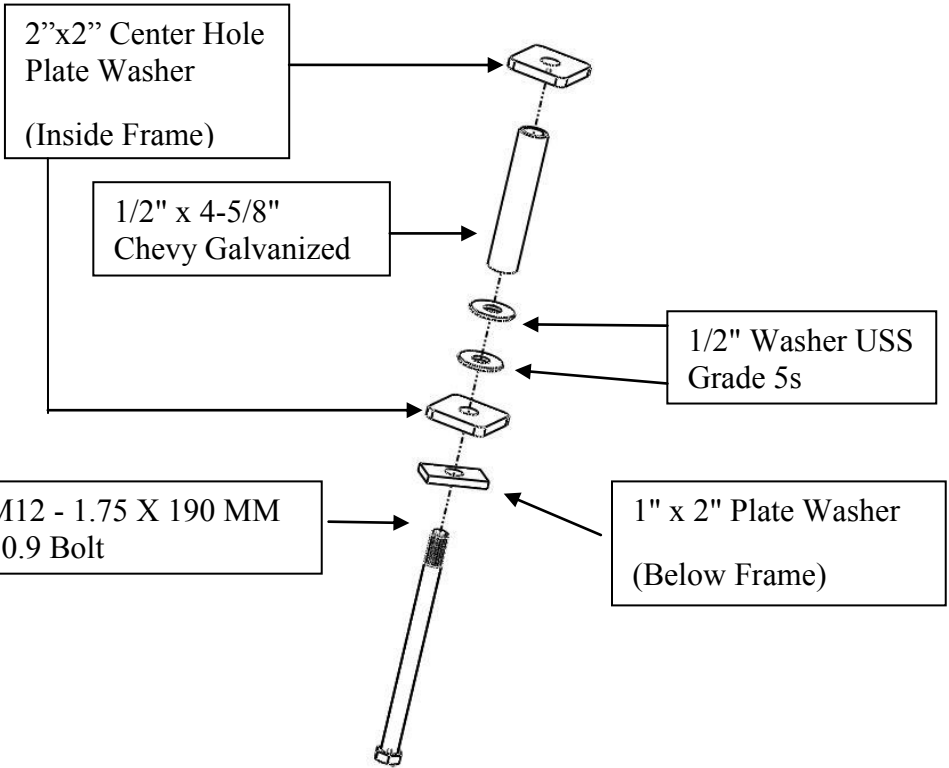 2”x2” Center Hole
Plate Washer
(Inside Frame)
1/2" x 4-5/8"
Chevy Galvanized
1/2" Washer USS
Grade 5s
M12 - 1.75 X 190 MM
0.9 Bolt
1" x 2" Plate Washer
(Below Frame)